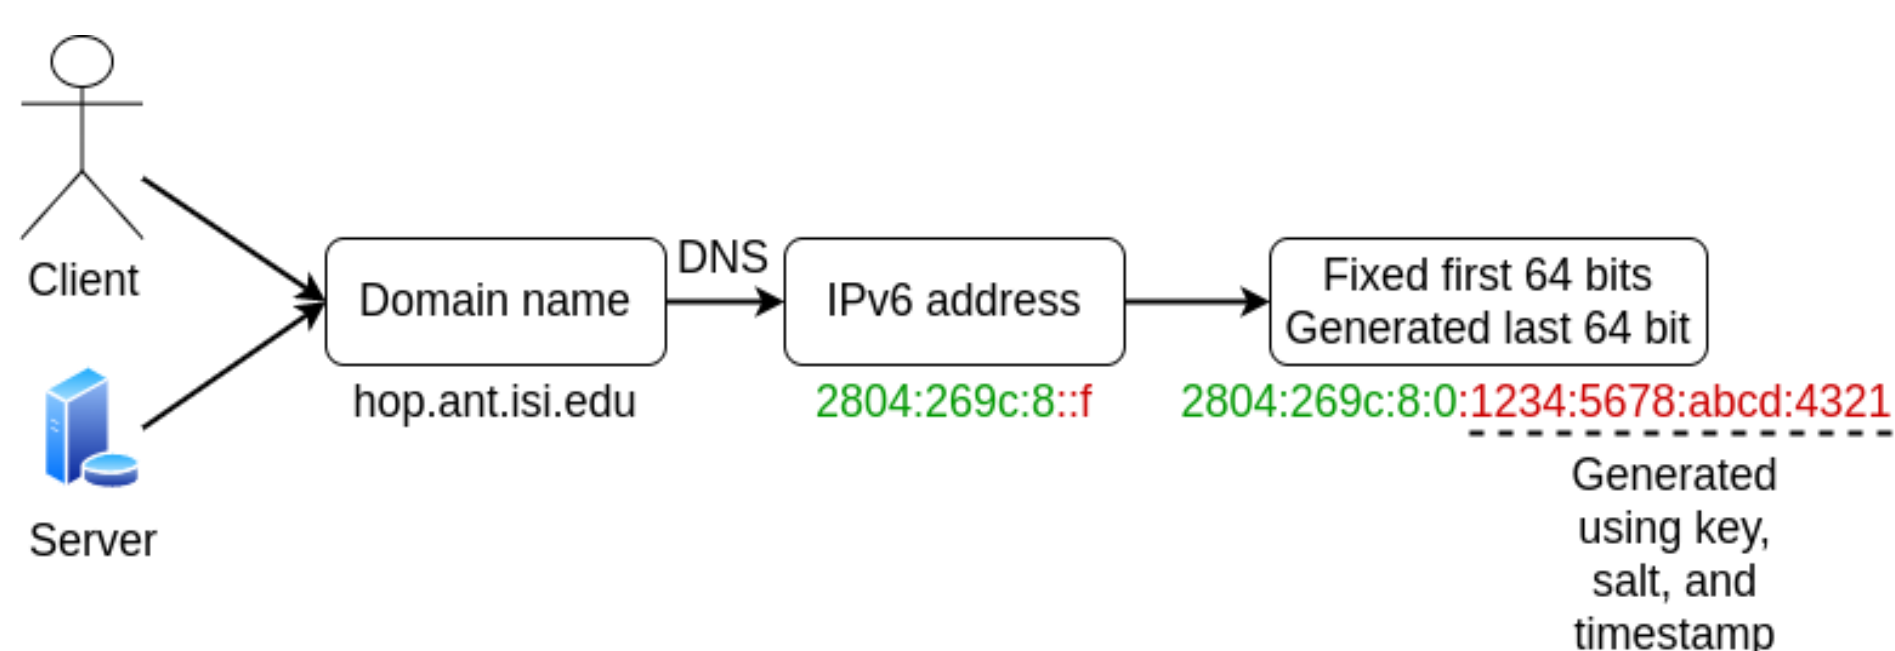 Client
Server
Domain name
hop.ant.isi.edu
DNS
IPv6 address
2804:269c:8::f
Fixed first 64 bits
Generated last 64 bit
2804:269c:8:0:1234:5678:abcd:4321
Generated
using key,
salt, and
timestamp